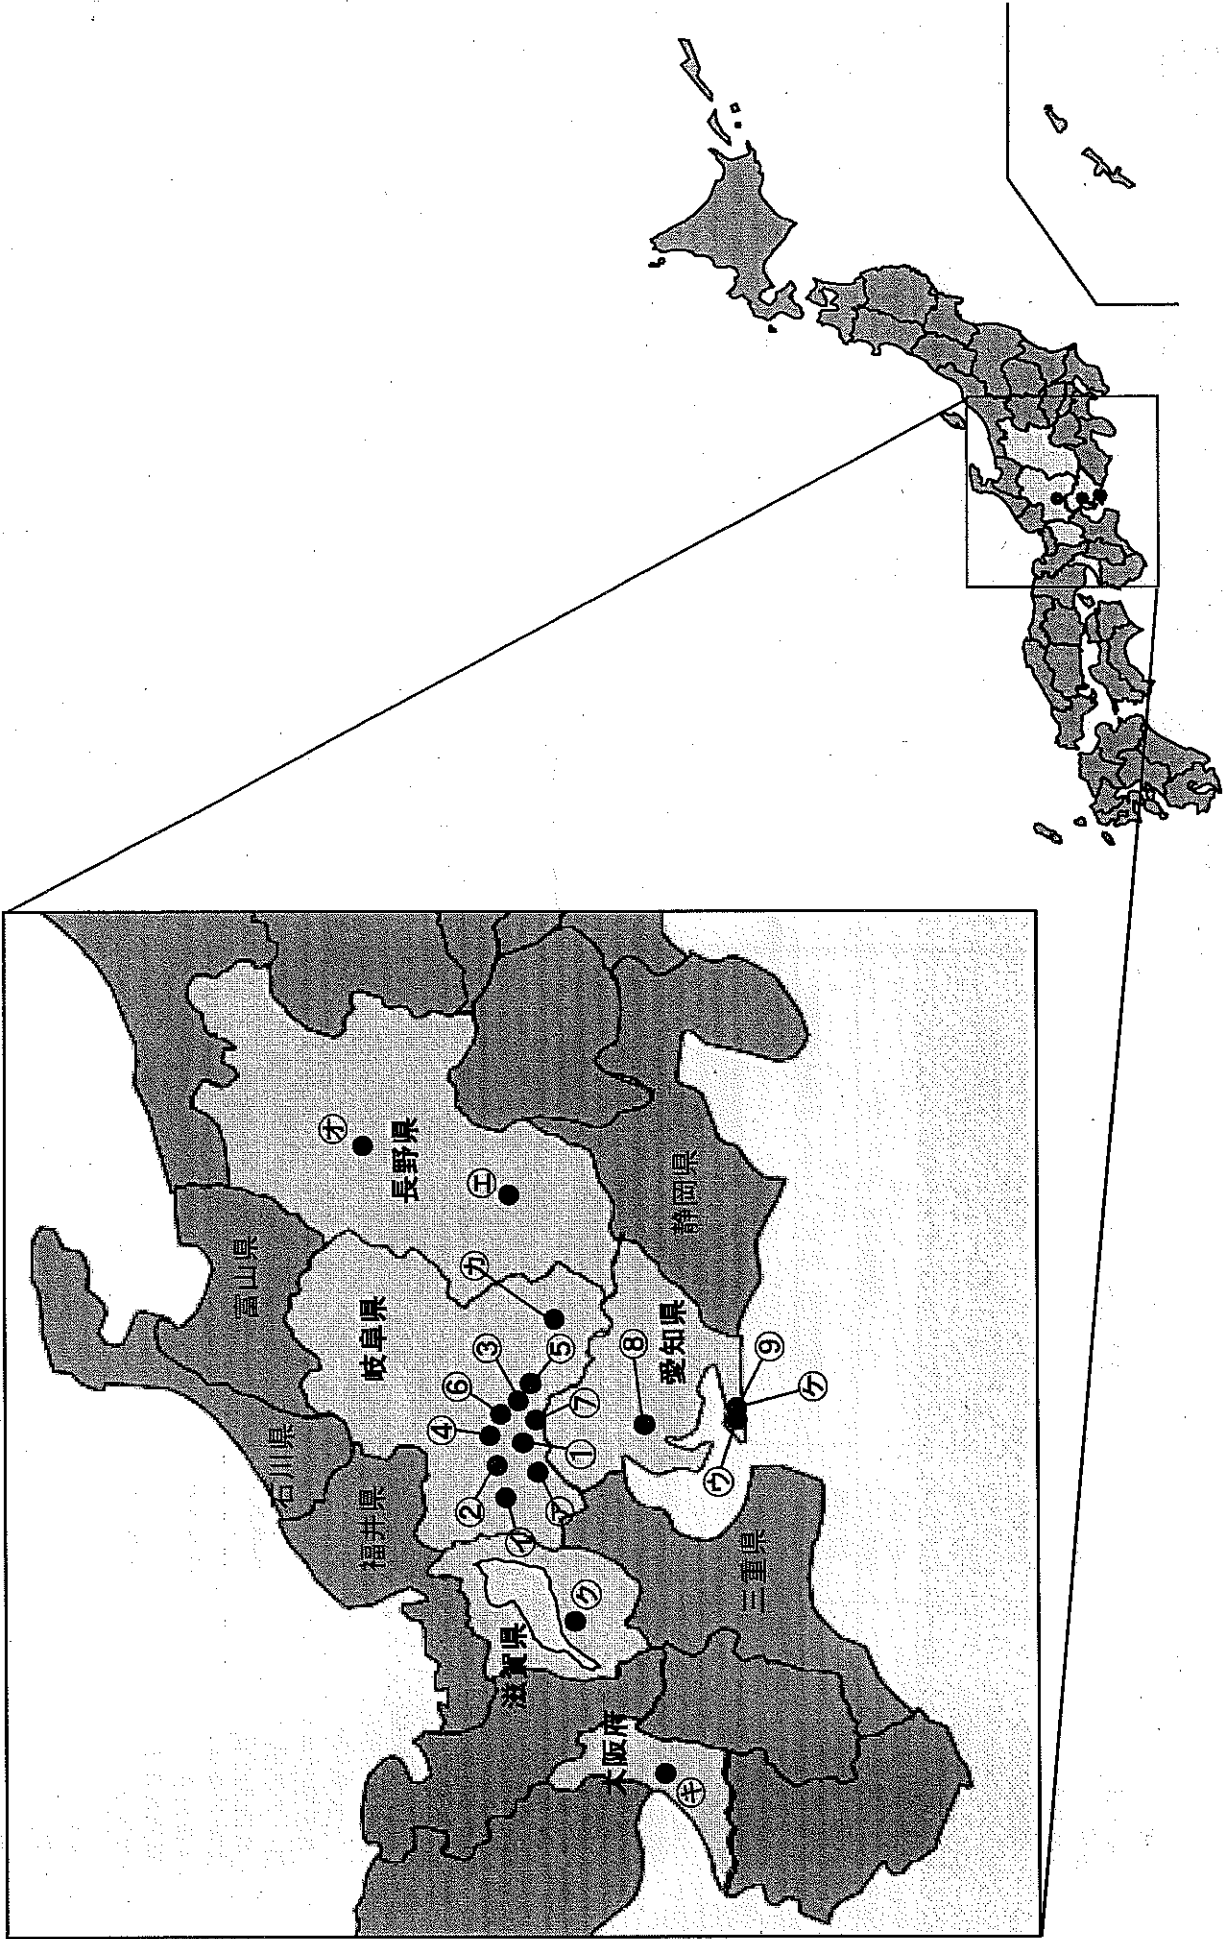 富山県
石川県
福井県
岐阜県
長野県
滋賀県
愛知県
静岡県
大阪府
三重県
㋔
㋓
㋕
③
⑥
④
⑤
⑦
①
②
㋐
㋑
⑧
⑨
㋘
㋒
㋗
㋖